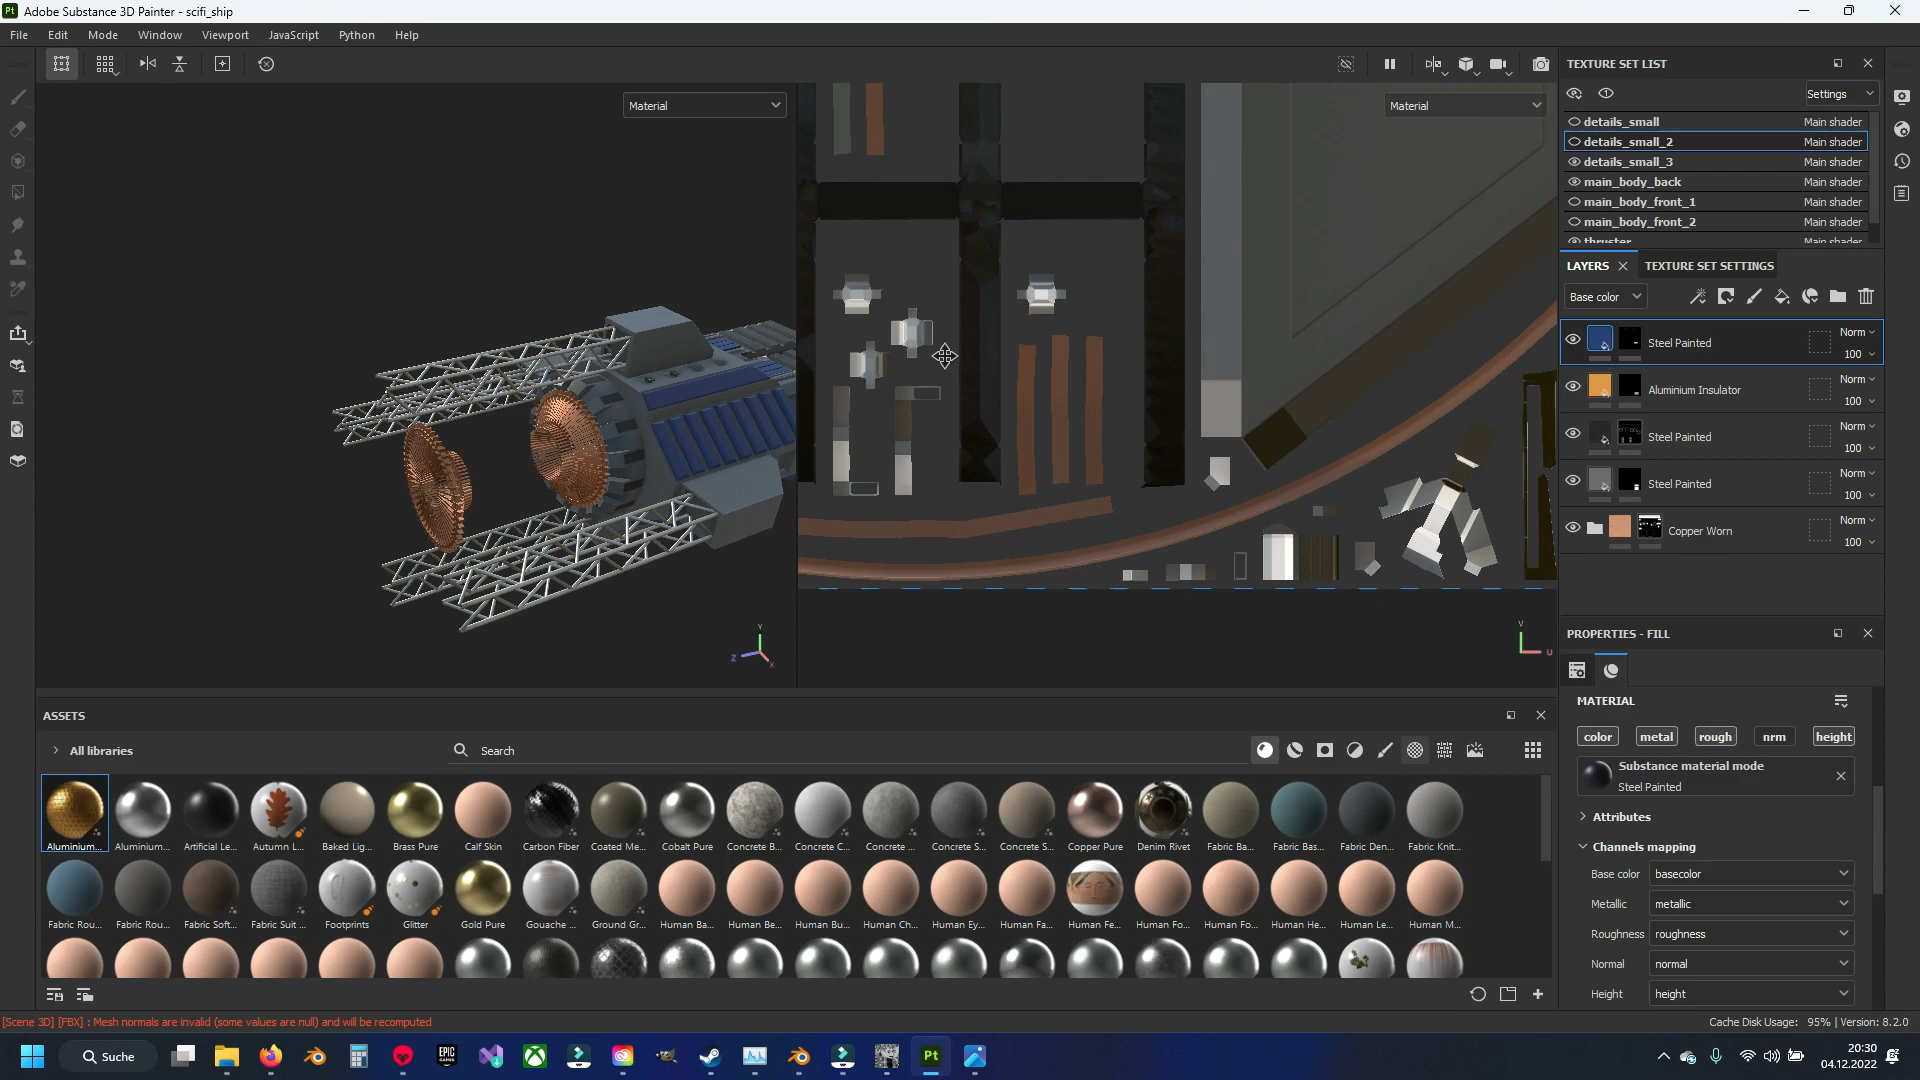 Pt Adobe Substance 3D Painter - scifi_ship
File Edit Mode Window Viewport JavaScript Python Help
Material
Material
TEXTURE SET LIST
Settings
details_small Main shader
details_small_2 Main shader
details_small_3 Main shader
main_body_back Main shader
main_body_front_1 Main shader
main_body_front_2 Main shader
thruster Main shader
LAYERS
TEXTURE SET SETTINGS
Base color
Steel Painted Norm 100
Aluminium Insulator Norm 100
Steel Painted Norm 100
Steel Painted Norm 100
Copper Worn Norm 100
Y
Z
X
V
U
PROPERTIES - FILL
MATERIAL
color metal rough nrm height
Substance material mode
Steel Painted
Attributes
Channels mapping
Base color basecolor
Metallic metallic
Roughness roughness
Normal normal
Height height
ASSETS
All libraries
Search
Aluminium... Aluminium... Artificial Le... Autumn L... Baked Lig... Brass Pure Calf Skin Carbon Fiber Coated Me... Cobalt Pure Concrete B... Concrete C... Concrete ... Concrete S... Concrete S... Copper Pure Denim Rivet Fabric Ba... Fabric Bas... Fabric Den... Fabric Knit...
Fabric Rou... Fabric Rou... Fabric Soft... Fabric Suit ... Footprints Glitter Gold Pure Gouache ... Ground Gr... Human Ba... Human Be... Human Bu... Human Ch... Human Ey... Human Fa... Human Fe... Human Fo... Human Fo... Human He... Human Le... Human M...
[Scene 3D] [FBX] : Mesh normals are invalid (some values are null) and will be recomputed
Cache Disk Usage: 95% | Version: 8.2.0
Suche
EPIC GAMES
Pt
20:30
04.12.2022